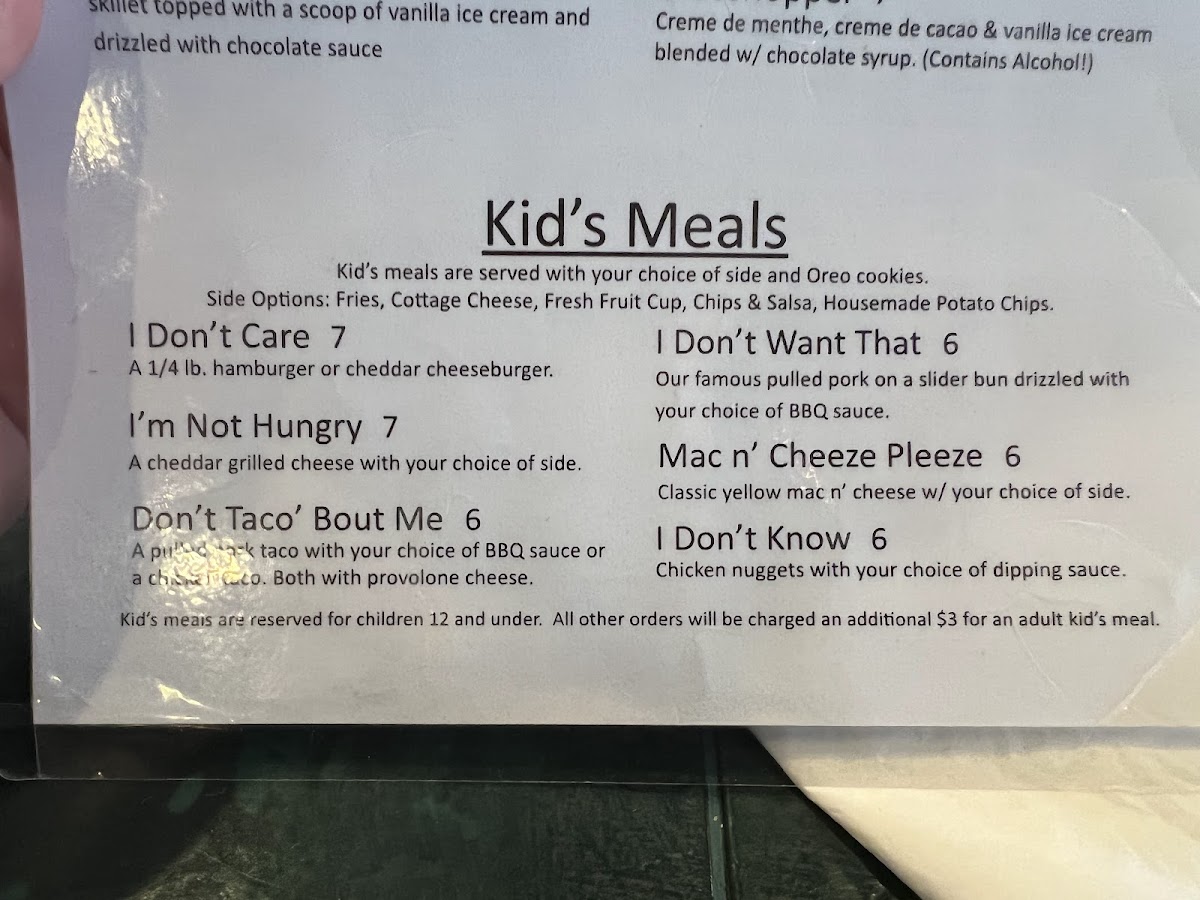 skillet topped with a scoop of vanilla ice cream and
drizzled with chocolate sauce
Creme de menthe, creme de cacao & vanilla ice cream
blended w/ chocolate syrup. (Contains Alcohol!)
Kid's Meals
Kid's meals are served with your choice of side and Oreo cookies.
Side Options: Fries, Cottage Cheese, Fresh Fruit Cup, Chips & Salsa, Housemade Potato Chips.
I Don't Care 7
A 1/4 lb. hamburger or cheddar cheeseburger.
I'm Not Hungry 7
A cheddar grilled cheese with your choice of side.
Don't Taco' Bout Me 6
A pulled pork taco with your choice of BBQ sauce or
a chicken taco. Both with provolone cheese.
I Don't Want That 6
Our famous pulled pork on a slider bun drizzled with
your choice of BBQ sauce.
Mac n' Cheeze Pleeze 6
Classic yellow mac n' cheese w/ your choice of side.
I Don't Know 6
Chicken nuggets with your choice of dipping sauce.
Kid's meals are reserved for children 12 and under. All other orders will be charged an additional $3 for an adult kid's meal.